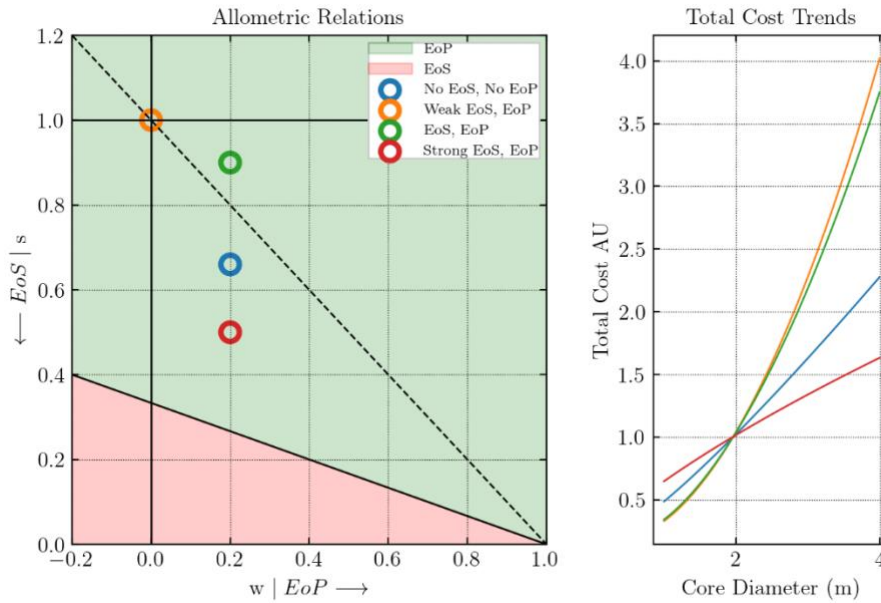 Allometric Relations
1.2
1.0
0.8
0.6
0.4
0.2
0.0
−0.2 0.0 0.2 0.4 0.6 0.8 1.0
⟵ EoS | s
w | EoP ⟶
EoP
EoS
No EoS, No EoP
Weak EoS, EoP
EoS, EoP
Strong EoS, EoP
Total Cost Trends
4.0
3.5
3.0
2.5
2.0
1.5
1.0
0.5
2 4
Total Cost AU
Core Diameter (m)